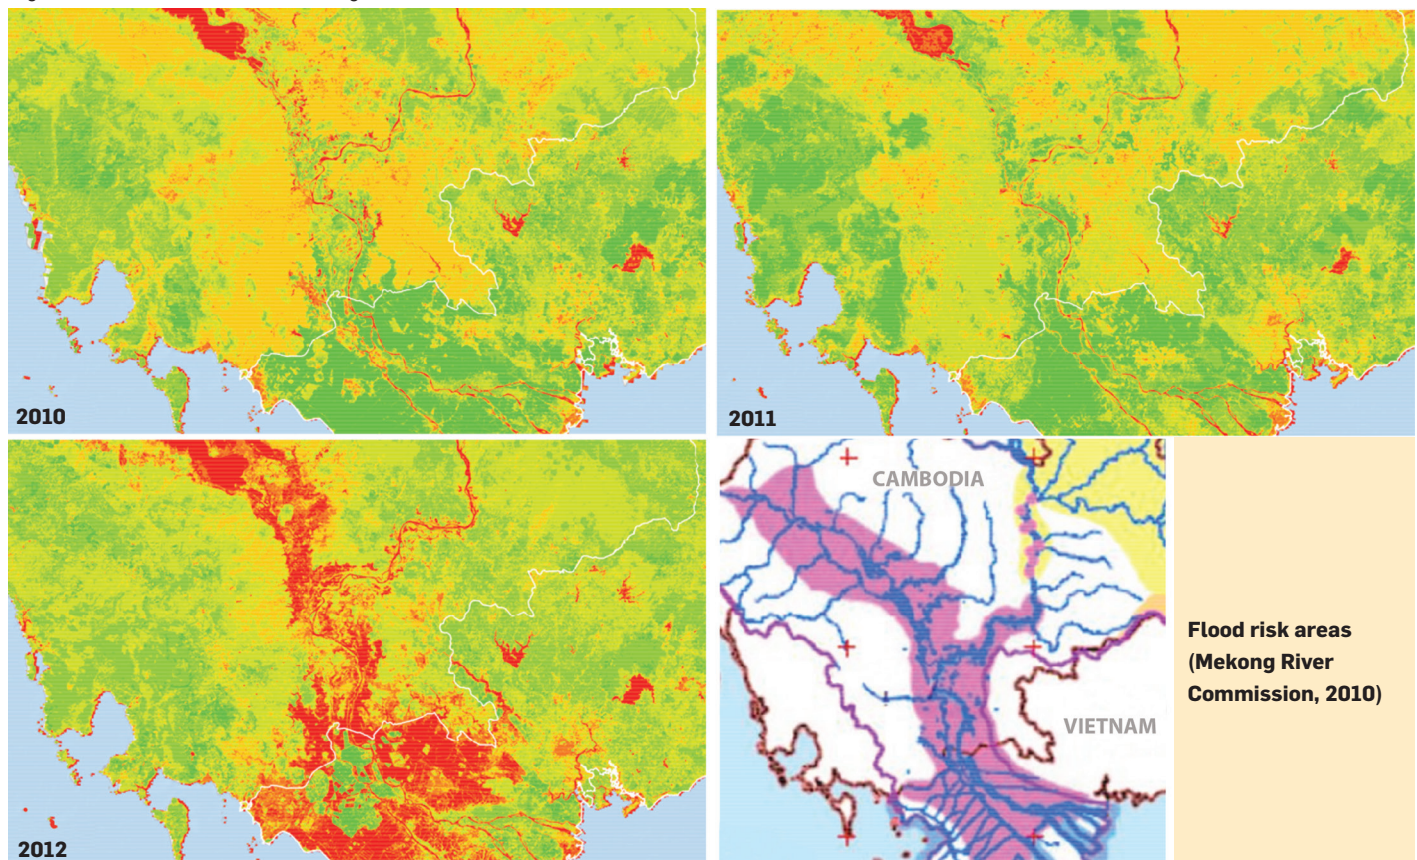 2010
2011
2012
CAMBODIA
VIETNAM
Flood risk areas
(Mekong River
Commission, 2010)